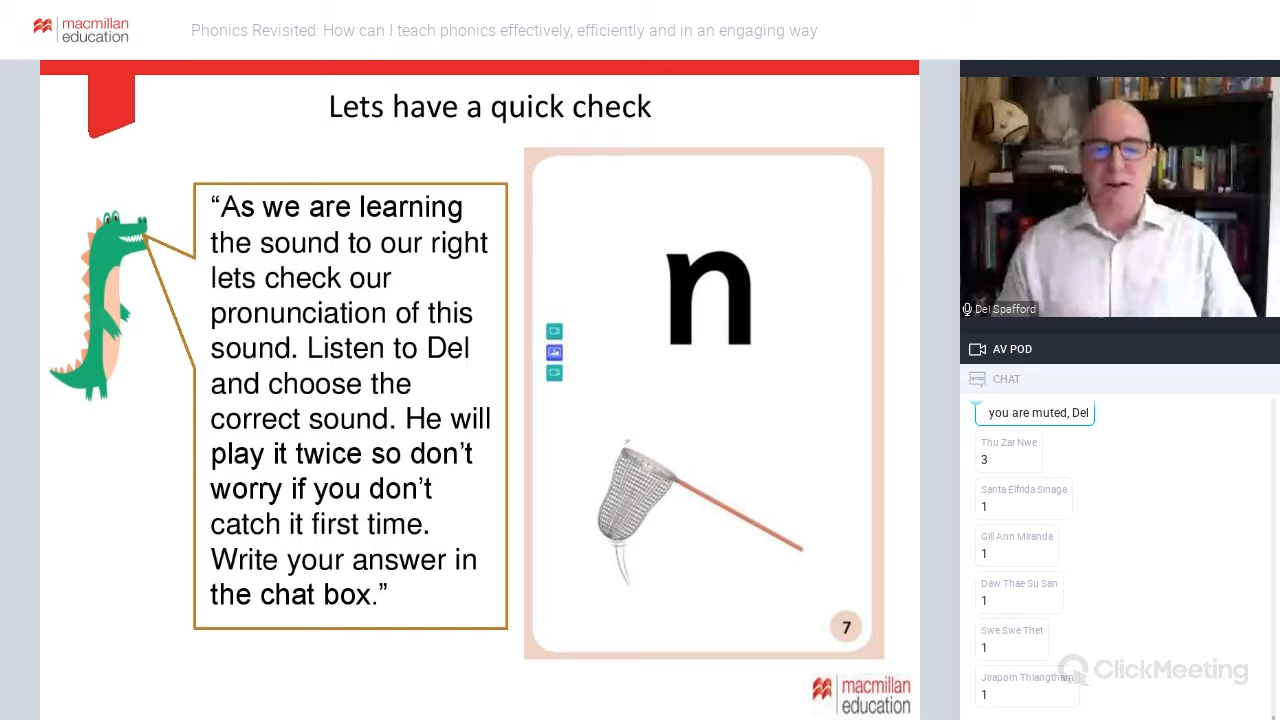 macmillan
education
Phonics Revisited: How can I teach phonics effectively, efficiently and in an engaging way
Lets have a quick check
“As we are learning
the sound to our right
lets check our
pronunciation of this
sound. Listen to Del
and choose the
correct sound. He will
play it twice so don’t
worry if you don’t
catch it first time.
Write your answer in
the chat box.”
n
7
macmillan
education
Del Spafford
AV POD
CHAT
you are muted, Del
Thu Zar Nwe
3
Santa Elfrida Sinaga
1
Gill Ann Miranda
1
Daw Thae Su San
1
Swe Swe Thet
1
Jiraporn Thiangtham
1
ClickMeeting